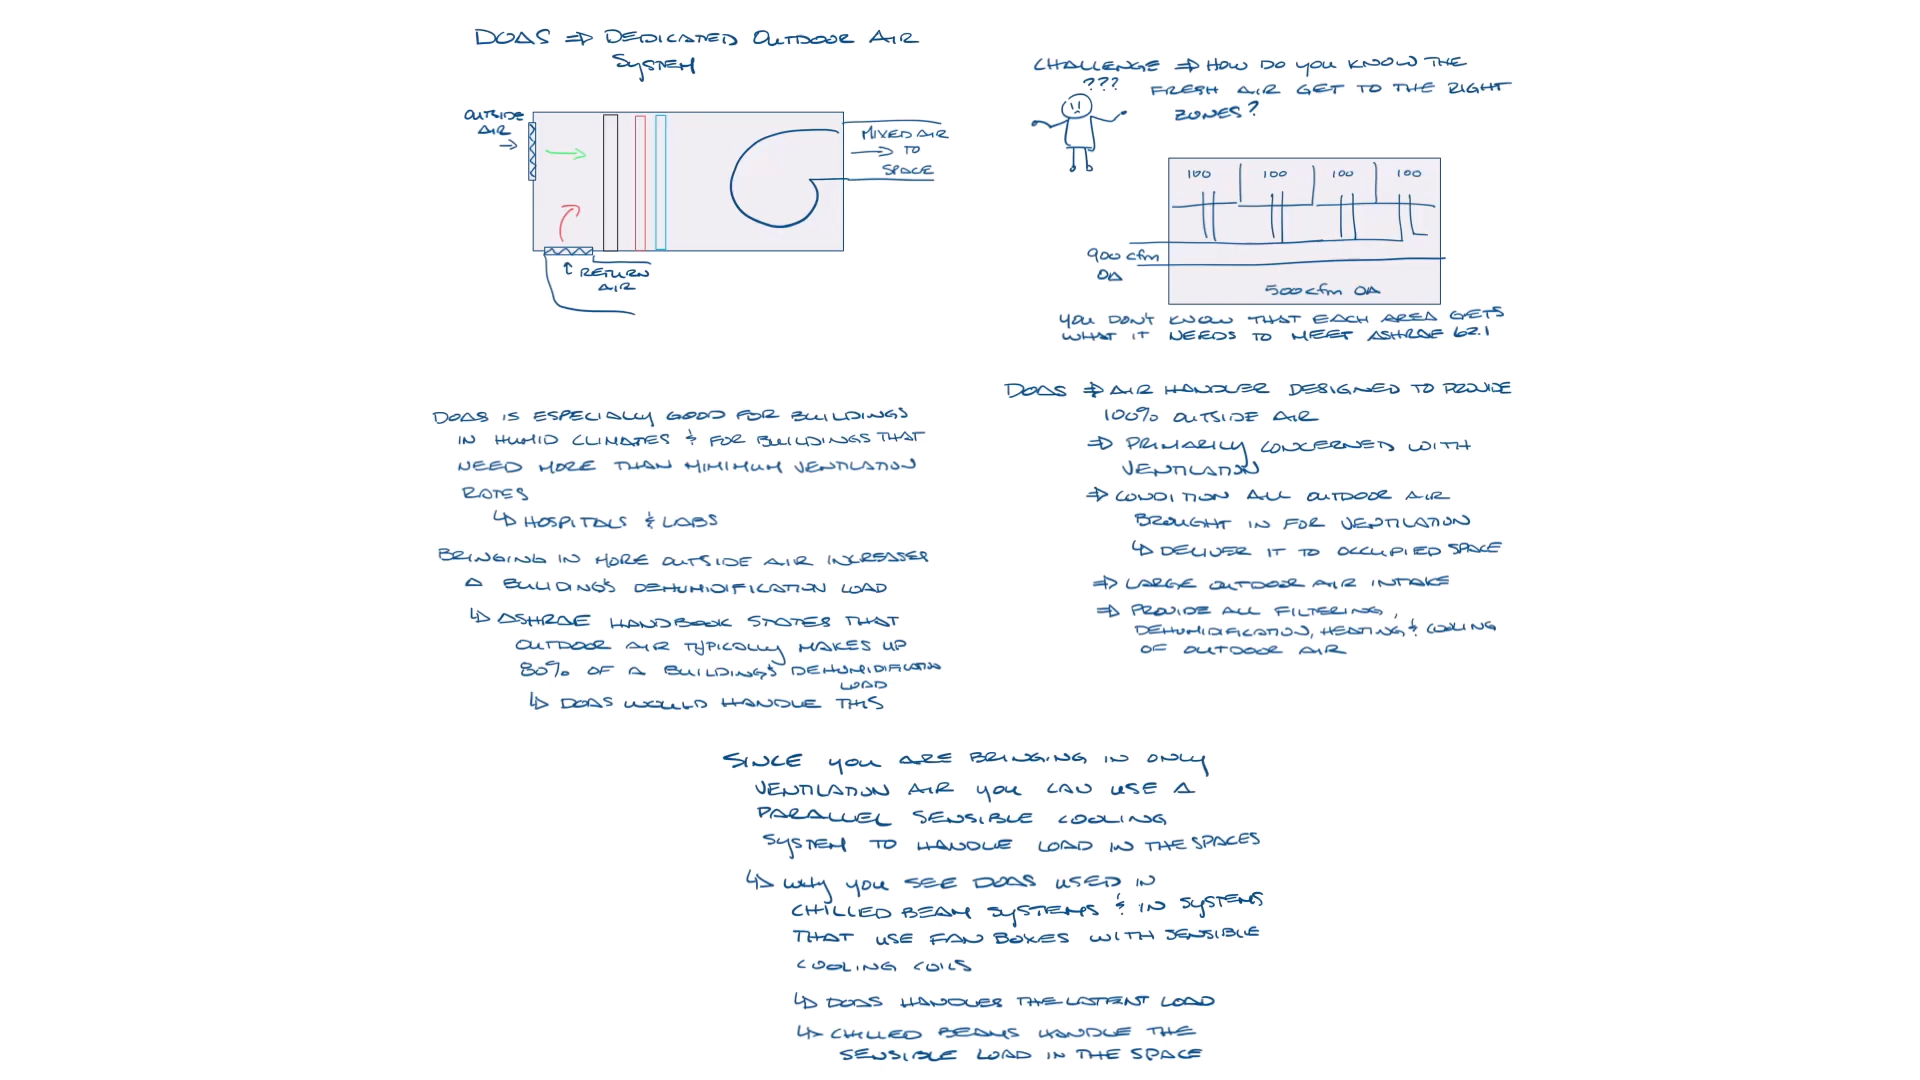 DOAS ⇒ DEDICATED OUTDOOR AIR
SYSTEM
OUTSIDE
AIR
→
MIXED AIR
→ TO
SPACE
↑ RETURN
AIR
CHALLENGE ⇒ HOW DO YOU KNOW THE
???
FRESH AIR GET TO THE RIGHT
ZONES?
100 100 100 100
900 cfm
OA
500 cfm OA
YOU DON'T KNOW THAT EACH AREA GETS
WHAT IT NEEDS TO MEET ASHRAE 62.1
DOAS IS ESPECIALLY GOOD FOR BUILDINGS
IN HUMID CLIMATES & FOR BUILDINGS THAT
NEED MORE THAN MINIMUM VENTILATION
RATES
↳ HOSPITALS & LABS
BRINGING IN MORE OUTSIDE AIR INCREASES
A BUILDING'S DEHUMIDIFICATION LOAD
↳ ASHRAE HANDBOOK STATES THAT
OUTDOOR AIR TYPICALLY MAKES UP
80% OF A BUILDING'S DEHUMIDIFICATION
LOAD
↳ DOAS WOULD HANDLE THIS
DOAS ⇒ AIR HANDLER DESIGNED TO PROVIDE
100% OUTSIDE AIR
⇒ PRIMARILY CONCERNED WITH
VENTILATION
⇒ CONDITION ALL OUTDOOR AIR
BROUGHT IN FOR VENTILATION
↳ DELIVER IT TO OCCUPIED SPACE
⇒ LARGE OUTDOOR AIR INTAKE
⇒ PROVIDE ALL FILTERING,
DEHUMIDIFICATION, HEATING & COOLING
OF OUTDOOR AIR
SINCE YOU ARE BRINGING IN ONLY
VENTILATION AIR YOU CAN USE A
PARALLEL SENSIBLE COOLING
SYSTEM TO HANDLE LOAD IN THE SPACES
↳ WHY YOU SEE DOAS USED IN
CHILLED BEAM SYSTEMS & IN SYSTEMS
THAT USE FAN BOXES WITH SENSIBLE
COOLING COILS
↳ DOAS HANDLES THE LATENT LOAD
↳ CHILLED BEAMS HANDLE THE
SENSIBLE LOAD IN THE SPACE